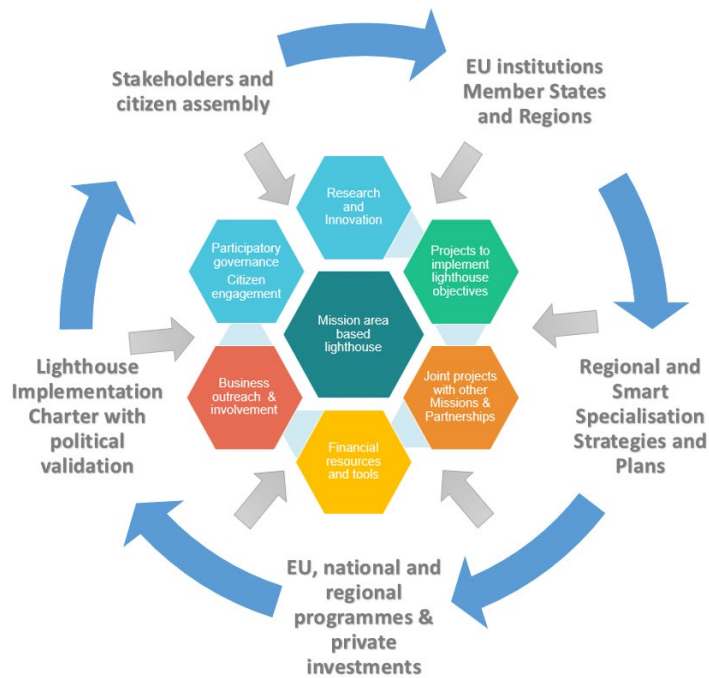 Stakeholders and
citizen assembly
EU institutions
Member States
and Regions
Research
and
Innovation
Participatory
governance
Citizen
engagement
Projects to
implement
lighthouse
objectives
Mission area
based
lighthouse
Lighthouse
Implementation
Charter with
political
validation
Business
outreach &
involvement
Joint projects
with other
Missions &
Partnerships
Regional and
Smart
Specialisation
Strategies and
Plans
Financial
resources
and tools
EU, national and
regional
programmes &
private
investments